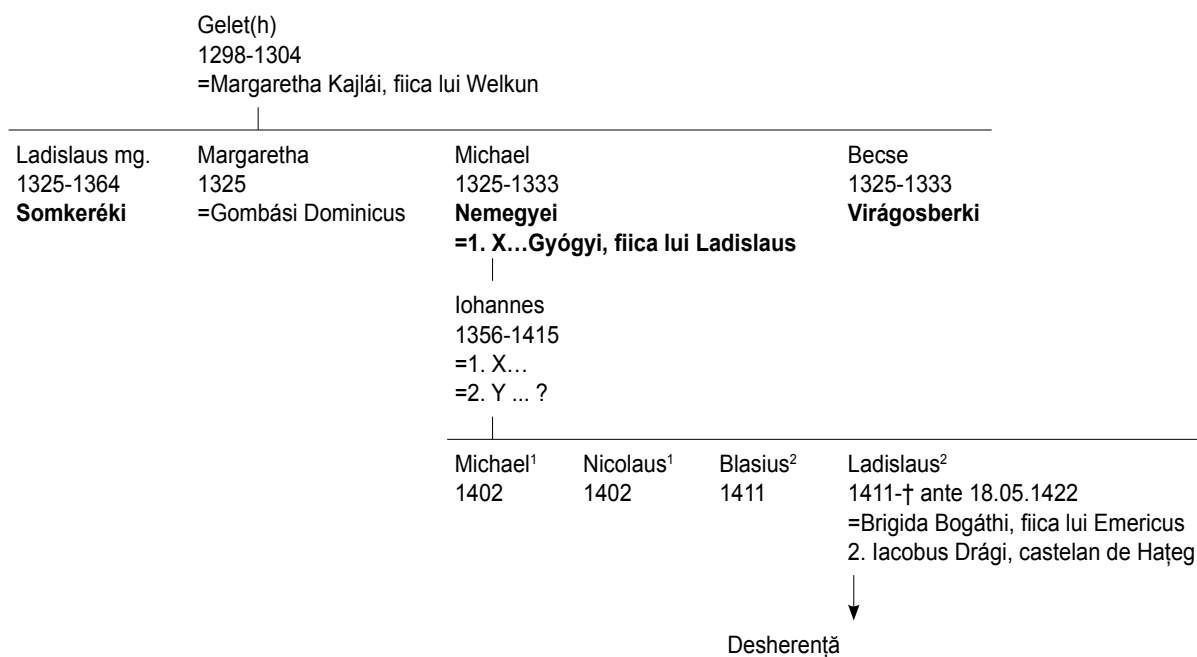 Gelet(h)
1298-1304
=Margaretha Kajlái, fiica lui Welkun
Ladislaus mg.
1325-1364
Somkeréki
Margaretha
1325
=Gombási Dominicus
Michael
1325-1333
Nemegyei
=1. X…Gyógyi, fiica lui Ladislaus
Becse
1325-1333
Virágosberki
Iohannes
1356-1415
=1. X…
=2. Y ... ?
Michael¹
1402
Nicolaus¹
1402
Blasius²
1411
Ladislaus²
1411-† ante 18.05.1422
=Brigida Bogáthi, fiica lui Emericus
2. Iacobus Drági, castelan de Hațeg
Desherență